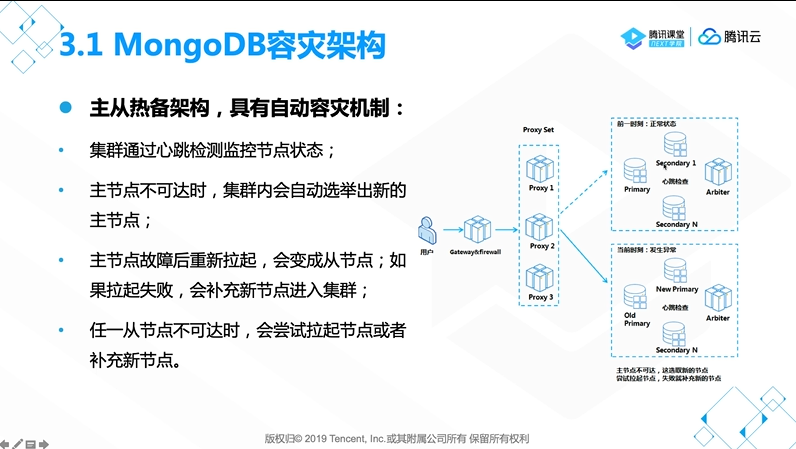 3.1 MongoDB容灾架构
腾讯课堂
NEXT学院
腾讯云
主从热备架构，具有自动容灾机制：
集群通过心跳检测监控节点状态；
主节点不可达时，集群内会自动选举出新的
主节点；
主节点故障后重新拉起，会变成从节点；如
果拉起失败，会补充新节点进入集群；
任一从节点不可达时，会尝试拉起节点或者
补充新节点。
用户
Gateway&firewall
Proxy Set
Proxy 1
Proxy 2
Proxy 3
前一时刻：正常状态
Secondary 1
Primary
心跳检查
Arbiter
Secondary N
当前时刻：发生异常
New Primary
心跳检查
Old
Primary
Arbiter
Secondary N
主节点不可达，这选取新的节点
尝试拉起节点，失败就补充新的节点
版权归© 2019 Tencent, Inc.或其附属公司所有 保留所有权利